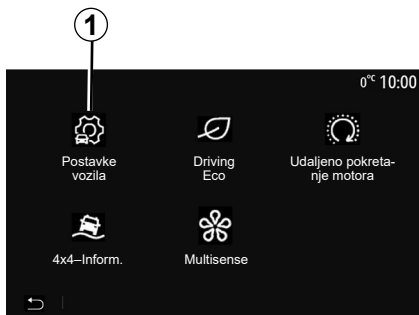 1
0°C 10:00
Postavke
vozila
Driving
Eco
Udaljeno pokreta-
nje motora
4x4–Inform.
Multisense